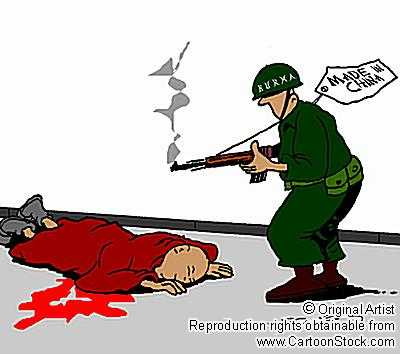 BURMA
MADE IN
CHINA
© Original Artist
Reproduction rights obtainable from
www.CartoonStock.com